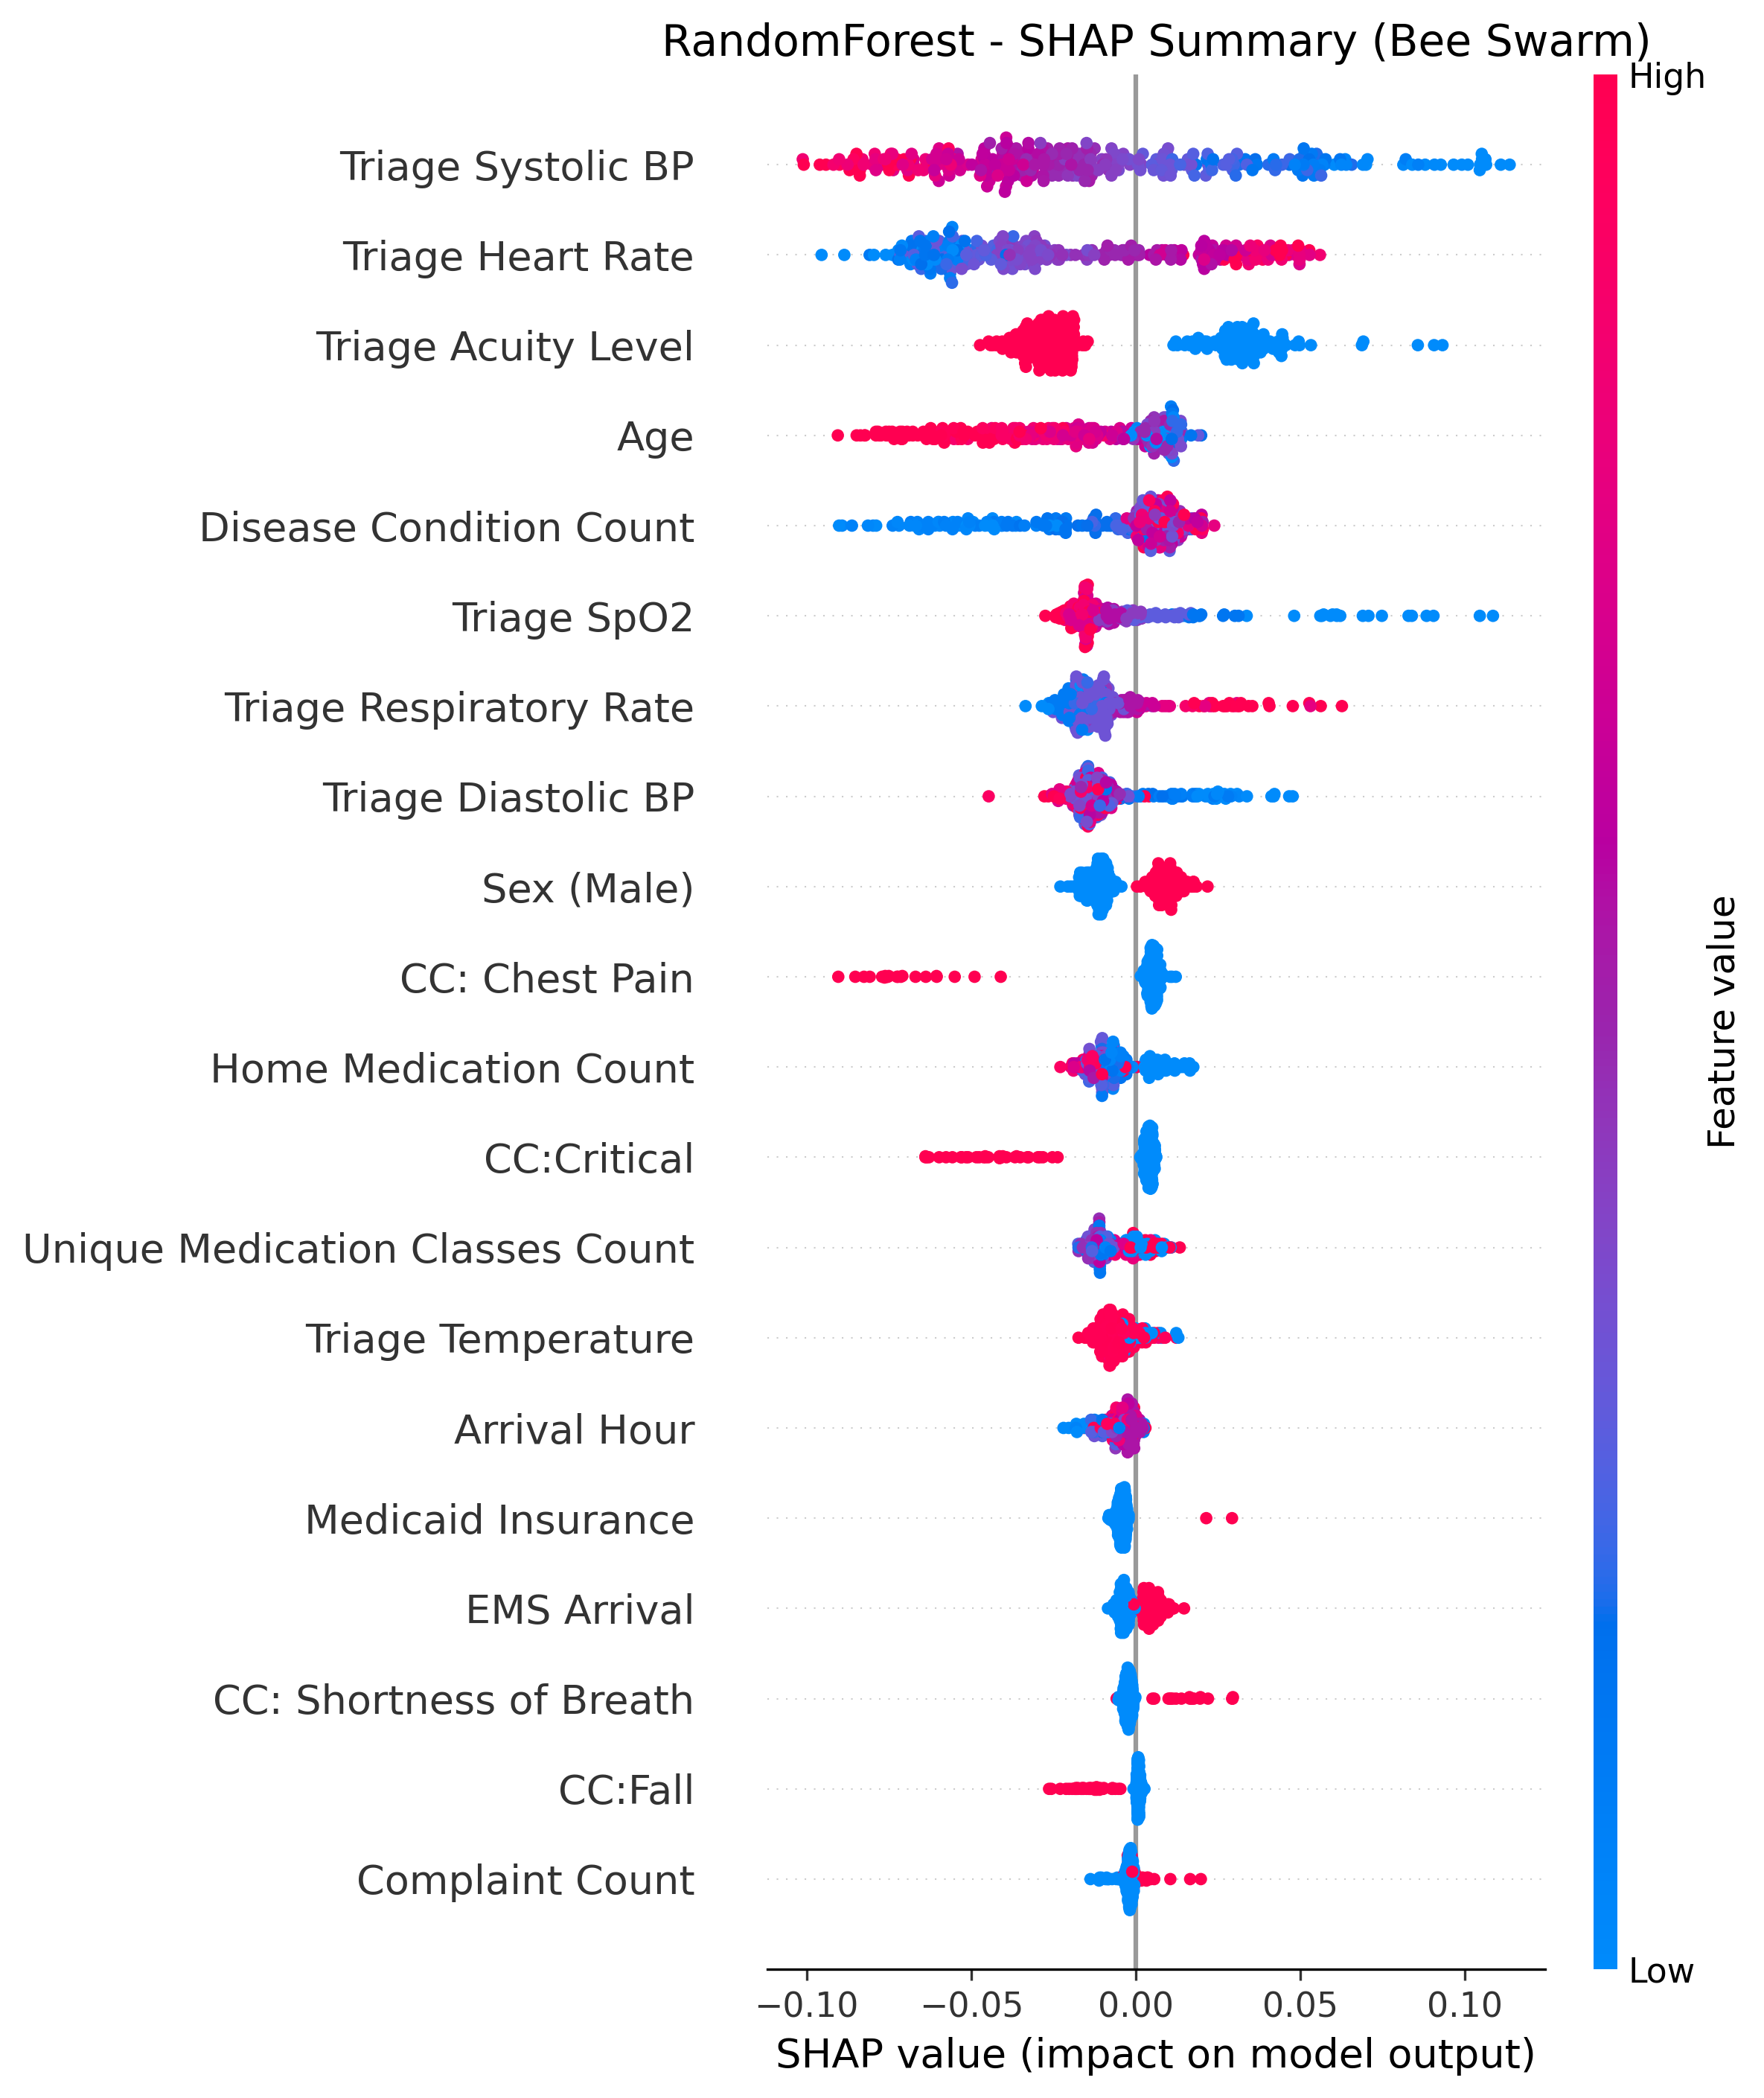 RandomForest - SHAP Summary (Bee Swarm)
High
Triage Systolic BP
Triage Heart Rate
Triage Acuity Level
Age
Disease Condition Count
Triage SpO2
Triage Respiratory Rate
Triage Diastolic BP
Sex (Male)
CC: Chest Pain
Home Medication Count
CC:Critical
Unique Medication Classes Count
Triage Temperature
Arrival Hour
Medicaid Insurance
EMS Arrival
CC: Shortness of Breath
CC:Fall
Complaint Count
Feature value
Low
−0.10 −0.05 0.00 0.05 0.10
SHAP value (impact on model output)